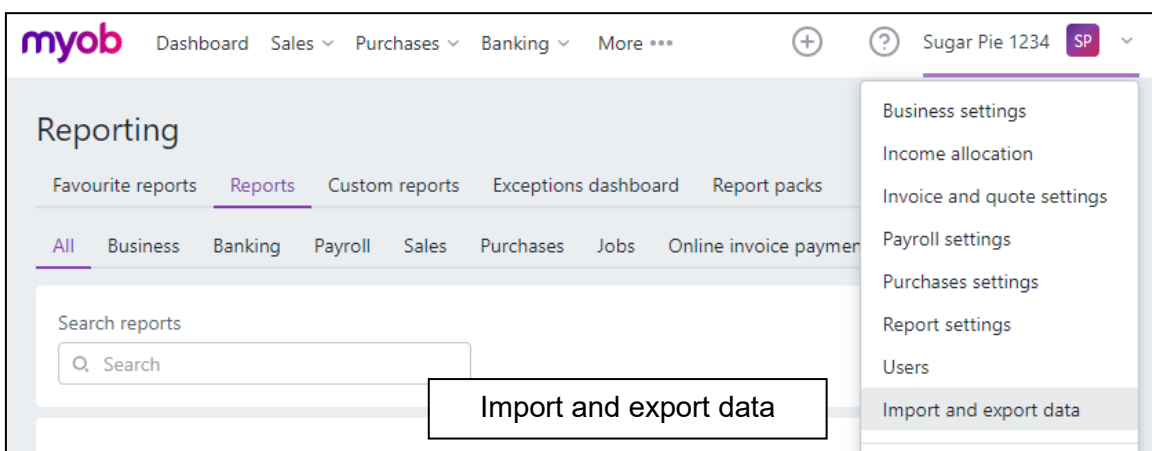 myob Dashboard Sales Purchases Banking More ••• ? Sugar Pie 1234 SP
Reporting
Favourite reports Reports Custom reports Exceptions dashboard Report packs
All Business Banking Payroll Sales Purchases Jobs Online invoice paymen
Search reports
Search
Import and export data
Business settings
Income allocation
Invoice and quote settings
Payroll settings
Purchases settings
Report settings
Users
Import and export data